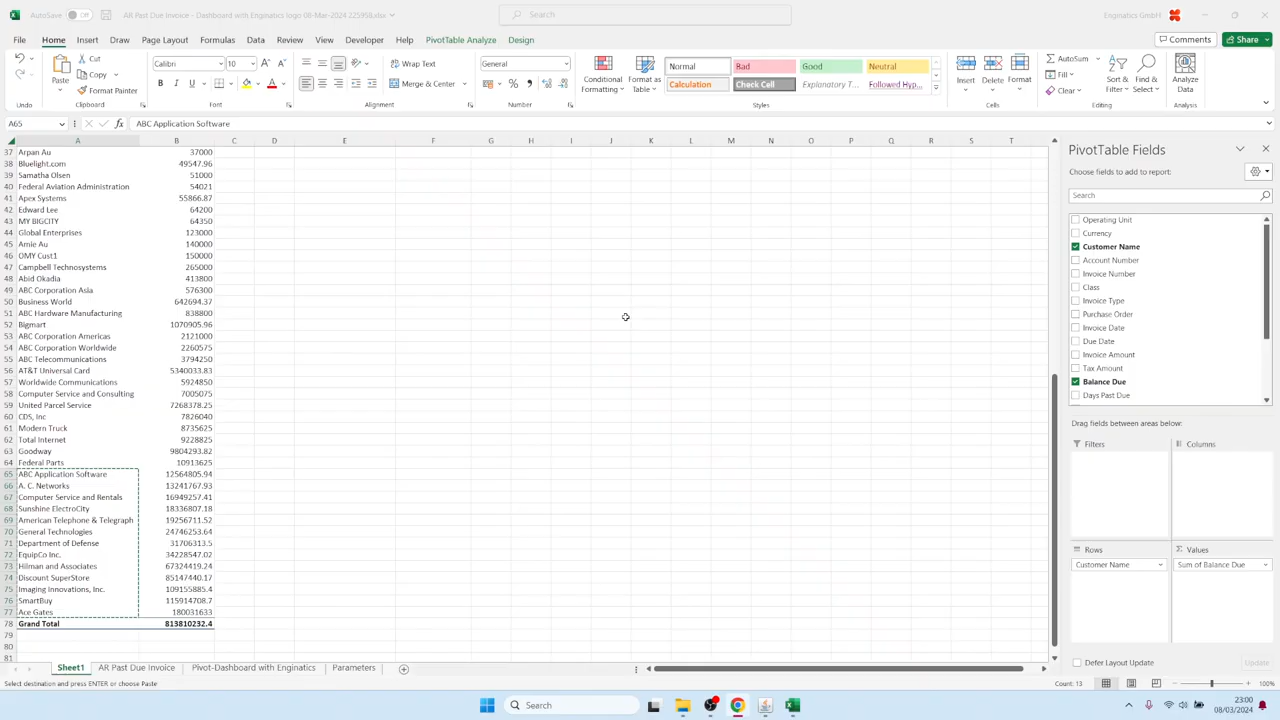 AutoSave Off AR Past Due Invoice - Dashboard with Enginatics logo 08-Mar-2024 225958.xlsx Search Enginatics GmbH
File Home Insert Draw Page Layout Formulas Data Review View Developer Help PivotTable Analyze Design Comments Share
Paste Cut Copy Format Painter
Calibri 9 Wrap Text Merge & Center General
Conditional Formatting Format as Table Normal Bad Good Neutral
Calculation Check Cell Explanatory T... Followed Hyp...
Insert Delete Format AutoSum Fill Clear Sort & Filter Find & Select Analyze Data
Undo Clipboard Font Alignment Number Styles Cells Editing Analysis
A65 ABC Application Software
A B C D E F G H I J K L M N O P Q R S T
37 Arpan Au 37000
38 Bluelight.com 49547.96
39 Samatha Olsen 51000
40 Federal Aviation Administration 54021
41 Apex Systems 55866.87
42 Edward Lee 64200
43 MY BIGCITY 64350
44 Global Enterprises 123000
45 Amie Au 140000
46 OMY Cust1 150000
47 Campbell Technosystems 265000
48 Abid Okadia 413800
49 ABC Corporation Asia 576300
50 Business World 642694.37
51 ABC Hardware Manufacturing 838800
52 Bigmart 1070905.96
53 ABC Corporation Americas 2121000
54 ABC Corporation Worldwide 2260575
55 ABC Telecommunications 3794250
56 AT&T Universal Card 5340033.83
57 Worldwide Communications 5924850
58 Computer Service and Consulting 7005075
59 United Parcel Service 7268378.25
60 CDS, Inc 7826040
61 Modern Truck 8735625
62 Total Internet 9228825
63 Goodway 9804293.82
64 Federal Parts 10913625
65 ABC Application Software 12564805.94
66 A. C. Networks 13241767.93
67 Computer Service and Rentals 16949257.41
68 Sunshine ElectroCity 18336807.18
69 American Telephone & Telegraph 19256711.52
70 General Technologies 24746253.64
71 Department of Defense 31706313.5
72 EquipCo Inc. 34228547.02
73 Hilman and Associates 67324419.24
74 Discount SuperStore 85147440.17
75 Imaging Innovations, Inc. 109155885.4
76 SmartBuy 115914708.7
77 Ace Gates 180031633
78 Grand Total 813810232.4
79
80
81
PivotTable Fields
Choose fields to add to report:
Search
Operating Unit
Currency
Customer Name
Account Number
Invoice Number
Class
Invoice Type
Purchase Order
Invoice Date
Due Date
Invoice Amount
Tax Amount
Balance Due
Days Past Due
Drag fields between areas below:
Filters Columns
Rows Values
Customer Name Sum of Balance Due
Defer Layout Update Update
Sheet1 AR Past Due Invoice Pivot-Dashboard with Enginatics Parameters
Select destination and press ENTER or choose Paste Count: 13 100%
Search 23:00
08/03/2024